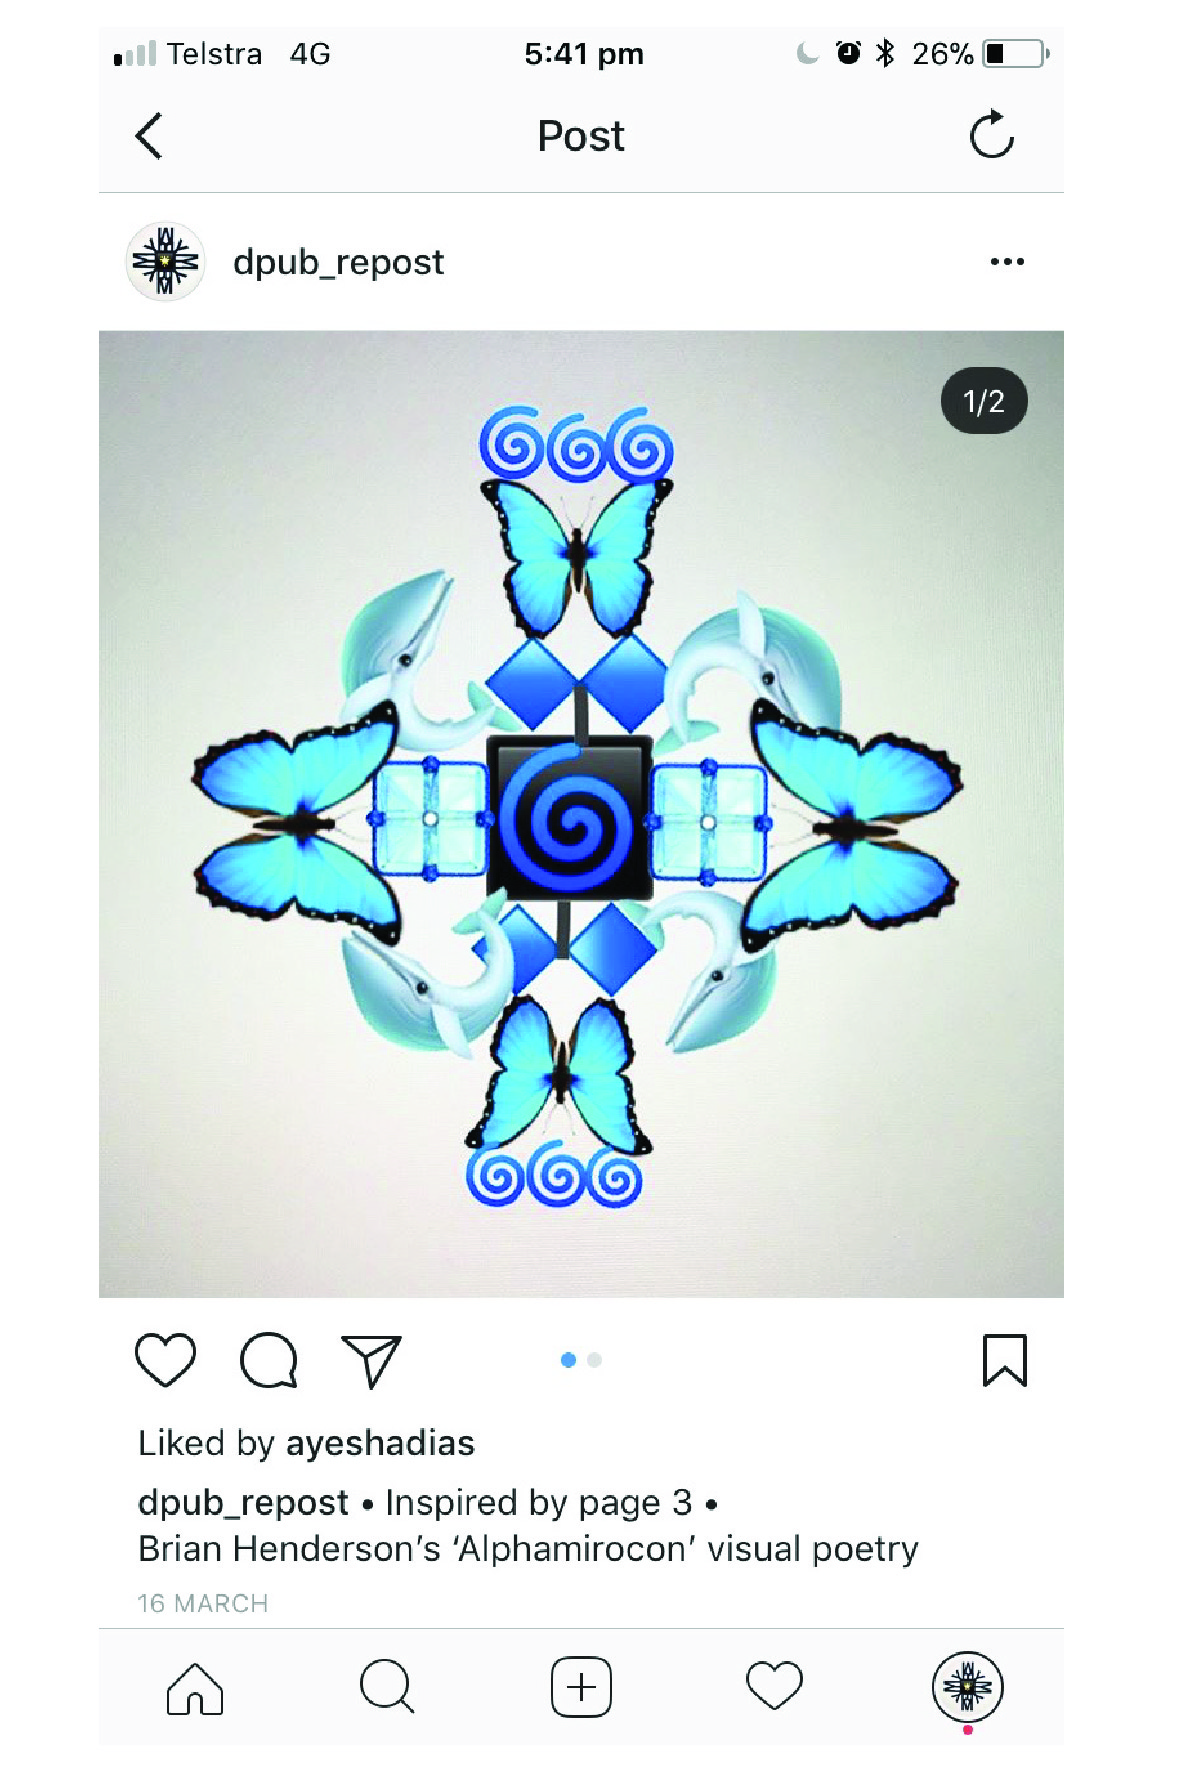 Telstra 4G 5:41 pm 26%
Post
dpub_repost
1/2
Liked by ayeshadias
dpub_repost • Inspired by page 3 •
Brian Henderson's ‘Alphamirocon’ visual poetry
16 MARCH